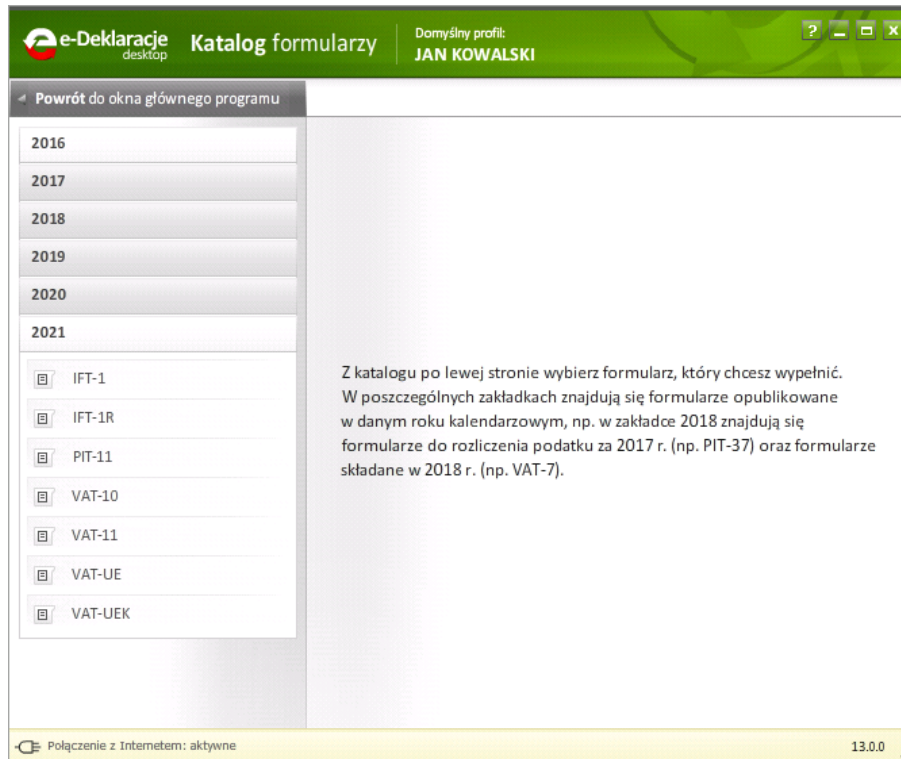 e-Deklaracje
desktop
Katalog formularzy
Domyślny profil:
JAN KOWALSKI
?
x
Powrót do okna głównego programu
2016
2017
2018
2019
2020
2021
IFT-1
IFT-1R
PIT-11
VAT-10
VAT-11
VAT-UE
VAT-UEK
Z katalogu po lewej stronie wybierz formularz, który chcesz wypełnić.
W poszczególnych zakładkach znajdują się formularze opublikowane
w danym roku kalendarzowym, np. w zakładce 2018 znajdują się
formularze do rozliczenia podatku za 2017 r. (np. PIT-37) oraz formularze
składane w 2018 r. (np. VAT-7).
Połączenie z Internetem: aktywne
13.0.0